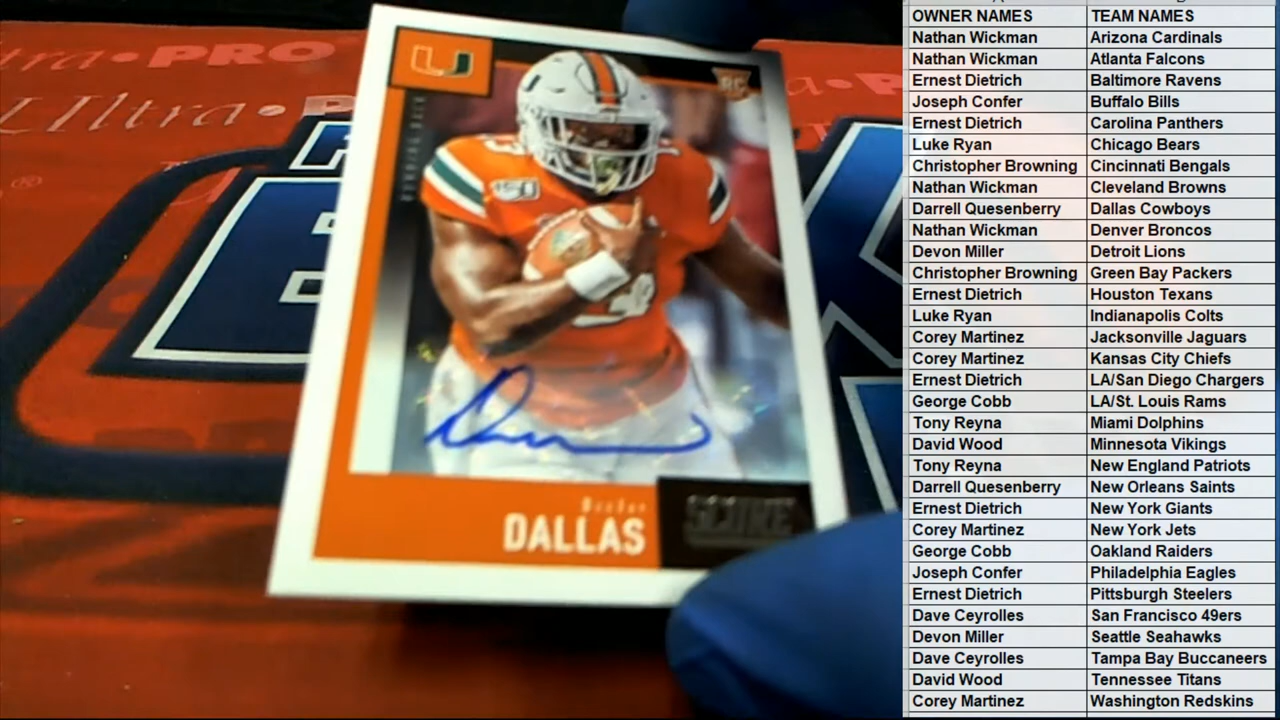 OWNER NAMES TEAM NAMES
Nathan Wickman Arizona Cardinals
Nathan Wickman Atlanta Falcons
Ernest Dietrich Baltimore Ravens
Joseph Confer Buffalo Bills
Ernest Dietrich Carolina Panthers
Luke Ryan Chicago Bears
Christopher Browning Cincinnati Bengals
Nathan Wickman Cleveland Browns
Darrell Quesenberry Dallas Cowboys
Nathan Wickman Denver Broncos
Devon Miller Detroit Lions
Christopher Browning Green Bay Packers
Ernest Dietrich Houston Texans
Luke Ryan Indianapolis Colts
Corey Martinez Jacksonville Jaguars
Corey Martinez Kansas City Chiefs
Ernest Dietrich LA/San Diego Chargers
George Cobb LA/St. Louis Rams
Tony Reyna Miami Dolphins
David Wood Minnesota Vikings
Tony Reyna New England Patriots
Darrell Quesenberry New Orleans Saints
Ernest Dietrich New York Giants
Corey Martinez New York Jets
George Cobb Oakland Raiders
Joseph Confer Philadelphia Eagles
Ernest Dietrich Pittsburgh Steelers
Dave Ceyrolles San Francisco 49ers
Devon Miller Seattle Seahawks
Dave Ceyrolles Tampa Bay Buccaneers
David Wood Tennessee Titans
Corey Martinez Washington Redskins
tra•PRO
Ultra•P
RC
RUNNING BACK
150
DeeJay
DALLAS
SCORE